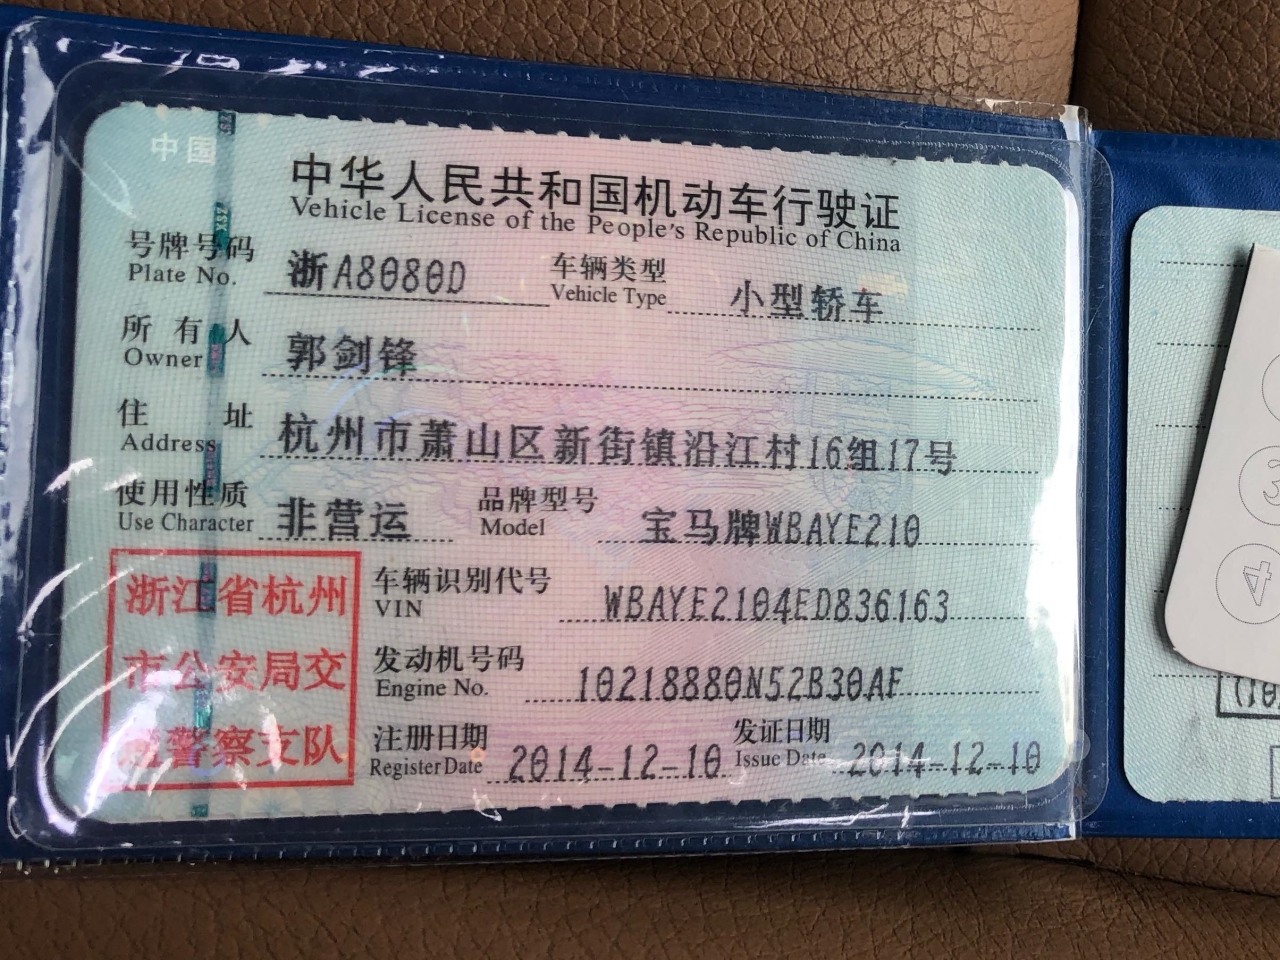 中国
中华人民共和国机动车行驶证
Vehicle License of the People's Republic of China
号牌号码 浙A8080D 车辆类型 小型轿车
Plate No. Vehicle Type
所有人 郭剑锋
Owner
住址 杭州市萧山区新街镇沿江村16组17号
Address
使用性质 非营运 品牌型号 宝马牌WBAYE210
Use Character Model
浙江省杭州
市公安局交
通警察支队
车辆识别代号 WBAYE2104ED836163
VIN
发动机号码 10218880N52B30AF
Engine No.
注册日期 2014-12-10 发证日期 2014-12-10
Register Date Issue Date
3
4